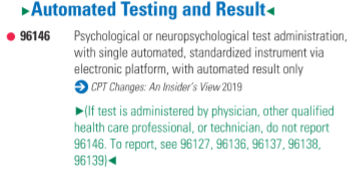 ►Automated Testing and Result◄
● 96146 Psychological or neuropsychological test administration,
with single automated, standardized instrument via
electronic platform, with automated result only
➲ CPT Changes: An Insider's View 2019
►(If test is administered by physician, other qualified
health care professional, or technician, do not report
96146. To report, see 96127, 96136, 96137, 96138,
96139)◄